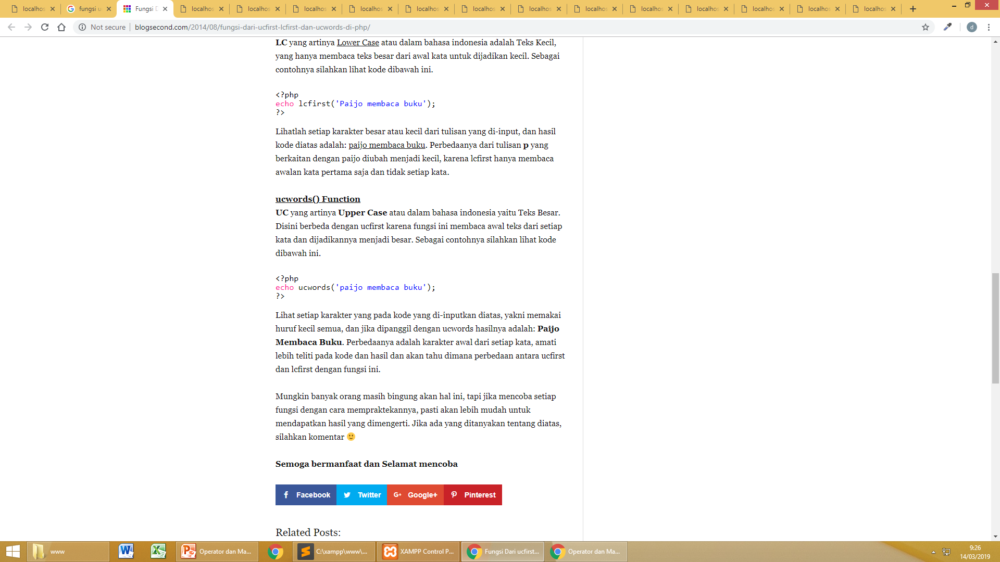 localhos
fungsi u
Fungsi D
localhos
localhos
localhos
localhos
localhos
localhos
localhos
localhos
localhos
localhos
localhos
localhos
localhos
Not secure
blogsecond.com/2014/08/fungsi-dari-ucfirst-lcfirst-dan-ucwords-di-php/
d
LC yang artinya Lower Case atau dalam bahasa indonesia adalah Teks Kecil,
yang hanya membaca teks besar dari awal kata untuk dijadikan kecil. Sebagai
contohnya silahkan lihat kode dibawah ini.
<?php
echo lcfirst('Paijo membaca buku');
?>
Lihatlah setiap karakter besar atau kecil dari tulisan yang di-input, dan hasil
kode diatas adalah: paijo membaca buku. Perbedaanya dari tulisan p yang
berkaitan dengan paijo diubah menjadi kecil, karena lcfirst hanya membaca
awalan kata pertama saja dan tidak setiap kata.
ucwords() Function
UC yang artinya Upper Case atau dalam bahasa indonesia yaitu Teks Besar.
Disini berbeda dengan ucfirst karena fungsi ini membaca awal teks dari setiap
kata dan dijadikannya menjadi besar. Sebagai contohnya silahkan lihat kode
dibawah ini.
<?php
echo ucwords('paijo membaca buku');
?>
Lihat setiap karakter yang pada kode yang di-inputkan diatas, yakni memakai
huruf kecil semua, dan jika dipanggil dengan ucwords hasilnya adalah: Paijo
Membaca Buku. Perbedaanya adalah karakter awal dari setiap kata, amati
lebih teliti pada kode dan hasil dan akan tahu dimana perbedaan antara ucfirst
dan lcfirst dengan fungsi ini.
Mungkin banyak orang masih bingung akan hal ini, tapi jika mencoba setiap
fungsi dengan cara mempraktekannya, pasti akan lebih mudah untuk
mendapatkan hasil yang dimengerti. Jika ada yang ditanyakan tentang diatas,
silahkan komentar 🙂
Semoga bermanfaat dan Selamat mencoba
Facebook
Twitter
Google+
Pinterest
Related Posts:
www
Operator dan Ma...
C:\xampp\www\...
XAMPP Control P...
Fungsi Dari ucfirst...
Operator dan Ma...
9:26
14/03/2019